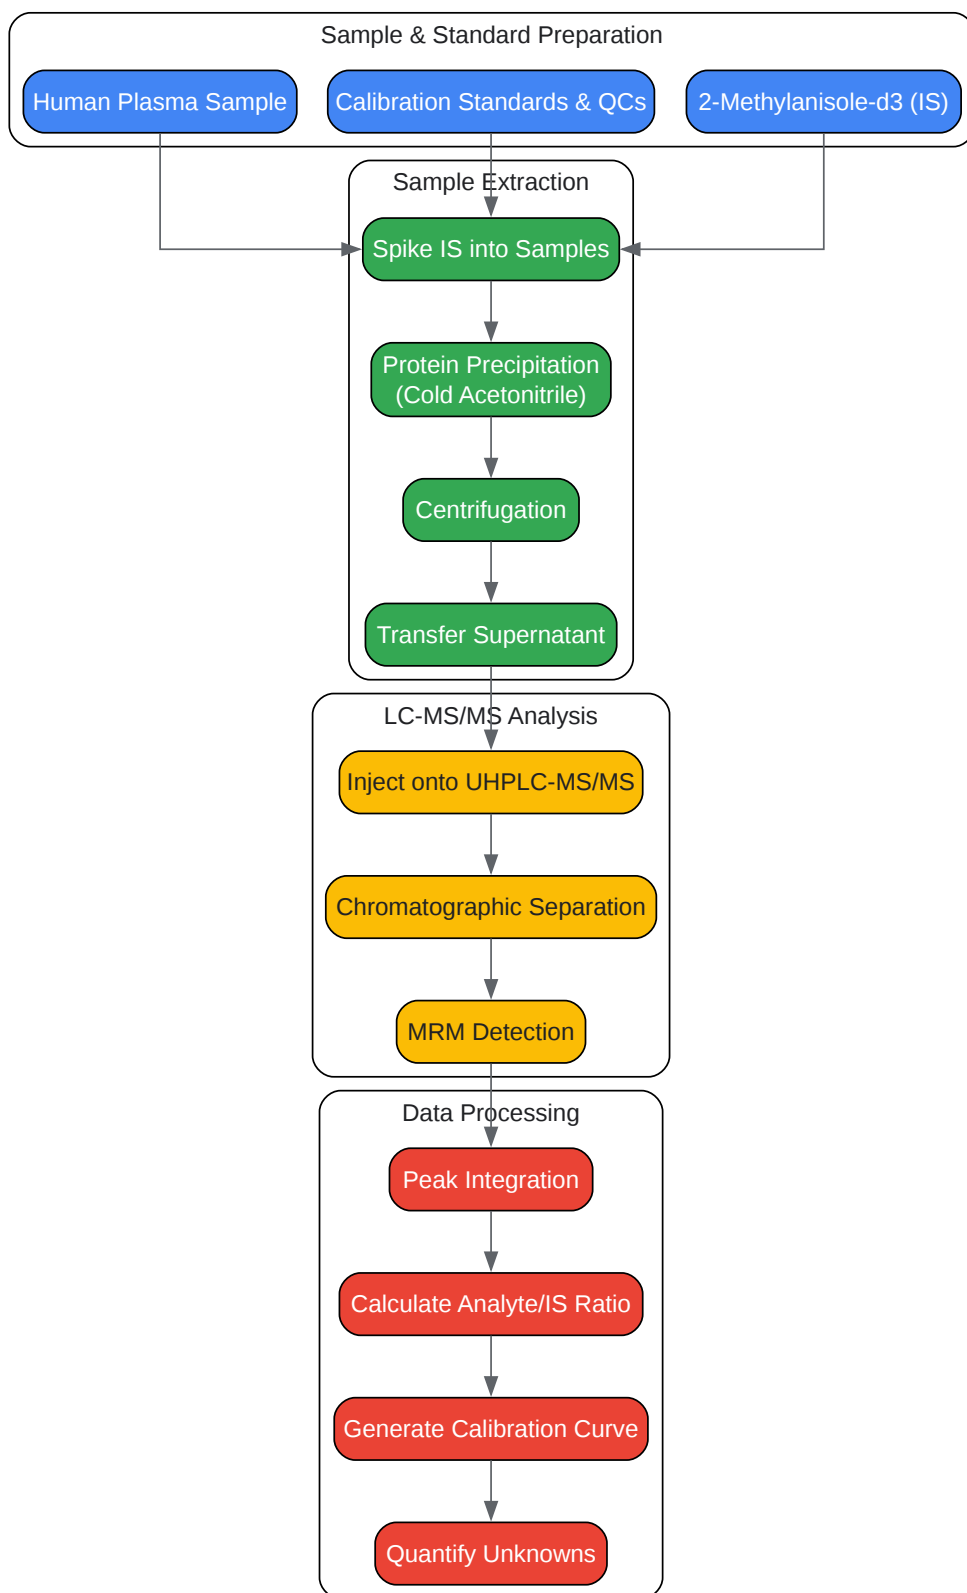 Sample & Standard Preparation
Human Plasma Sample
Calibration Standards & QCs
2-Methylanisole-d3 (IS)
Sample Extraction
Spike IS into Samples
Protein Precipitation
(Cold Acetonitrile)
Centrifugation
Transfer Supernatant
LC-MS/MS Analysis
Inject onto UHPLC-MS/MS
Chromatographic Separation
MRM Detection
Data Processing
Peak Integration
Calculate Analyte/IS Ratio
Generate Calibration Curve
Quantify Unknowns